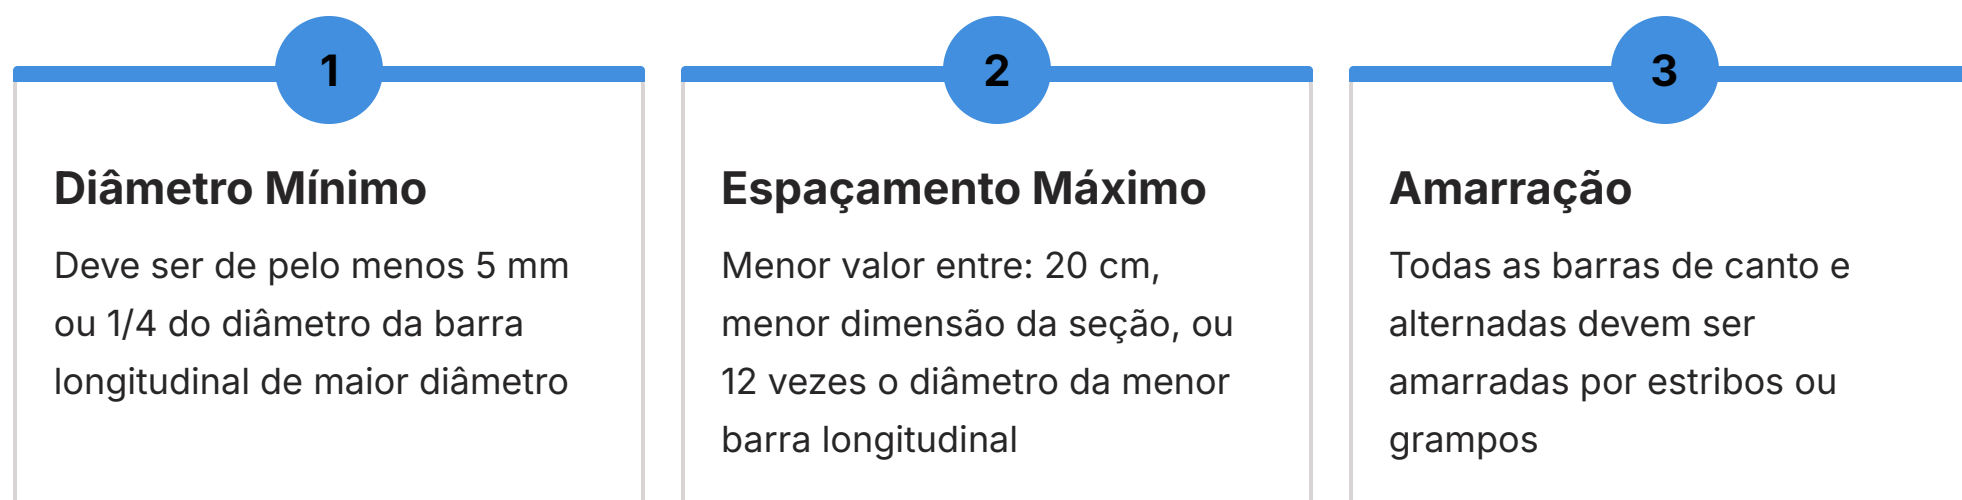 1
Diâmetro Mínimo
Deve ser de pelo menos 5 mm
ou 1/4 do diâmetro da barra
longitudinal de maior diâmetro
2
Espaçamento Máximo
Menor valor entre: 20 cm,
menor dimensão da seção, ou
12 vezes o diâmetro da menor
barra longitudinal
3
Amarração
Todas as barras de canto e
alternadas devem ser
amarradas por estribos ou
grampos